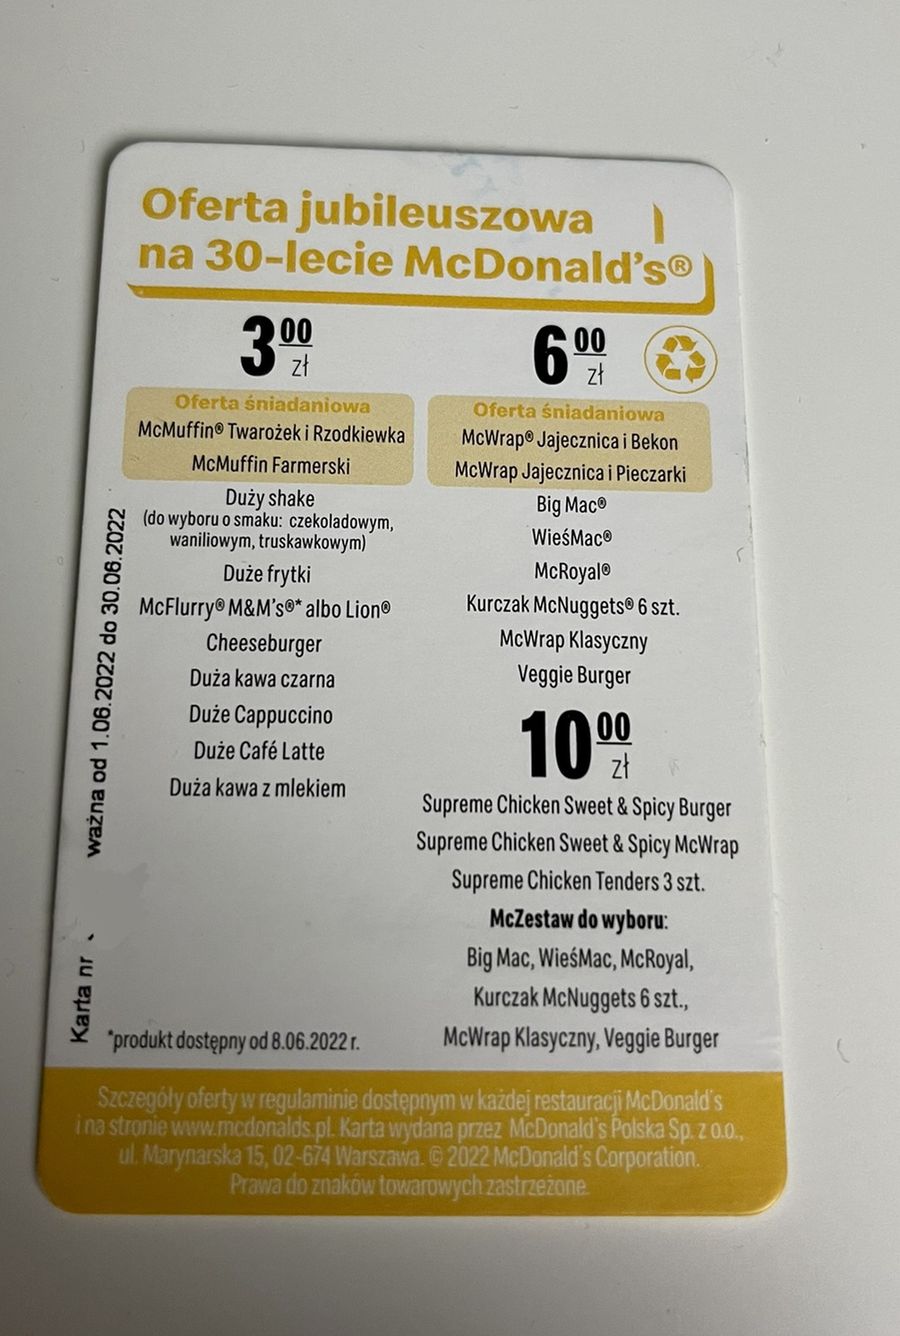 Oferta jubileuszowa
na 30-lecie McDonald's®
3 00 zł
Oferta śniadaniowa
McMuffin® Twarożek i Rzodkiewka
McMuffin Farmerski
Duży shake
(do wyboru o smaku: czekoladowym,
waniliowym, truskawkowym)
Duże frytki
McFlurry® M&M's®* albo Lion®
Cheeseburger
Duża kawa czarna
Duże Cappuccino
Duże Café Latte
Duża kawa z mlekiem
*produkt dostępny od 8.06.2022 r.
6 00 zł
Oferta śniadaniowa
McWrap® Jajecznica i Bekon
McWrap Jajecznica i Pieczarki
Big Mac®
WieśMac®
McRoyal®
Kurczak McNuggets® 6 szt.
McWrap Klasyczny
Veggie Burger
10 00 zł
Supreme Chicken Sweet & Spicy Burger
Supreme Chicken Sweet & Spicy McWrap
Supreme Chicken Tenders 3 szt.
McZestaw do wyboru:
Big Mac, WieśMac, McRoyal,
Kurczak McNuggets 6 szt.,
McWrap Klasyczny, Veggie Burger
Karta nr
ważna od 1.06.2022 do 30.06.2022
Szczegóły oferty w regulaminie dostępnym w każdej restauracji McDonald's
i na stronie www.mcdonalds.pl. Karta wydana przez McDonald's Polska Sp. z o.o.,
ul. Marynarska 15, 02-674 Warszawa. © 2022 McDonald's Corporation.
Prawa do znaków towarowych zastrzeżone.